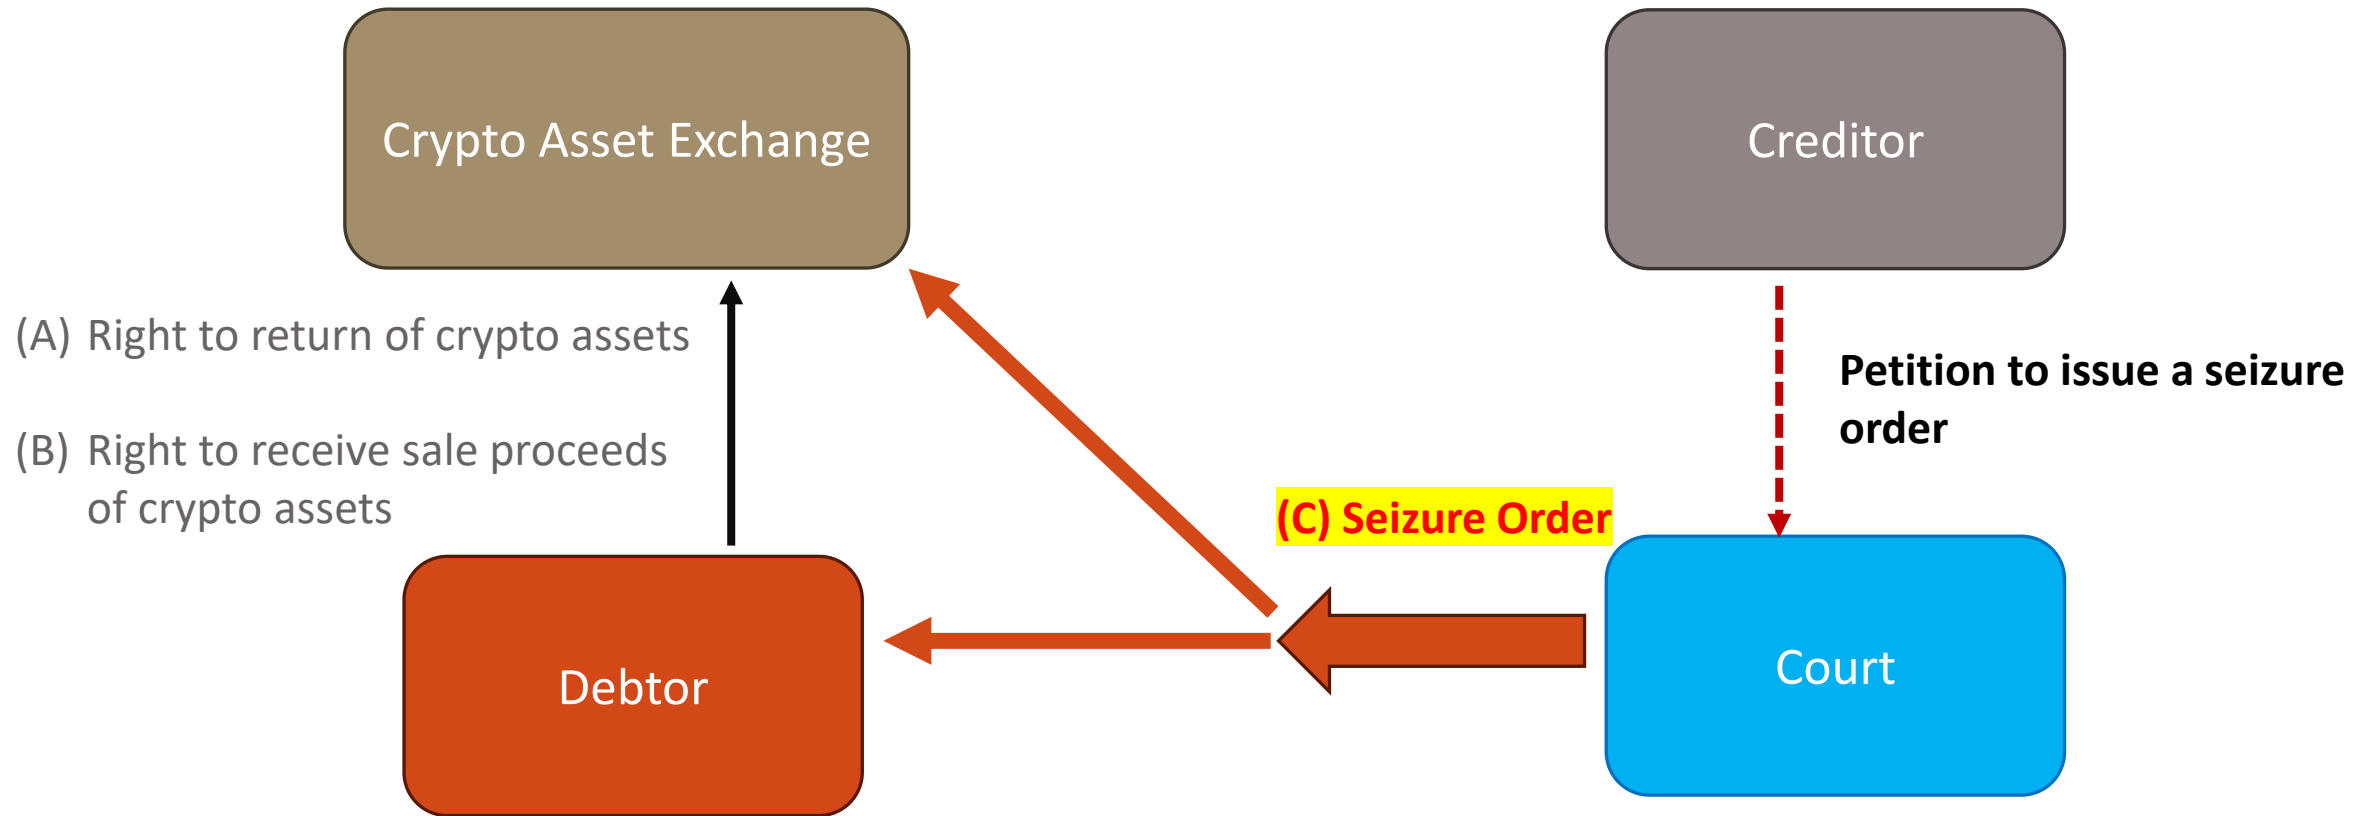 Crypto Asset Exchange
Creditor
(A) Right to return of crypto assets
(B) Right to receive sale proceeds
of crypto assets
Petition to issue a seizure
order
(C) Seizure Order
Debtor
Court